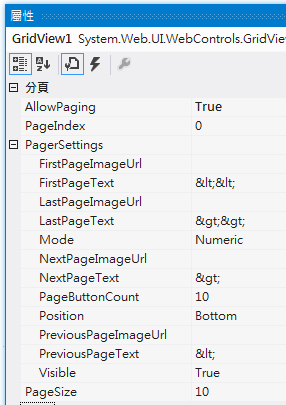 屬性
GridView1 System.Web.UI.WebControls.GridVie
分頁
AllowPaging True
PageIndex 0
PagerSettings
FirstPageImageUrl
FirstPageText &lt;&lt;
LastPageImageUrl
LastPageText &gt;&gt;
Mode Numeric
NextPageImageUrl
NextPageText &gt;
PageButtonCount 10
Position Bottom
PreviousPageImageUrl
PreviousPageText &lt;
Visible True
PageSize 10